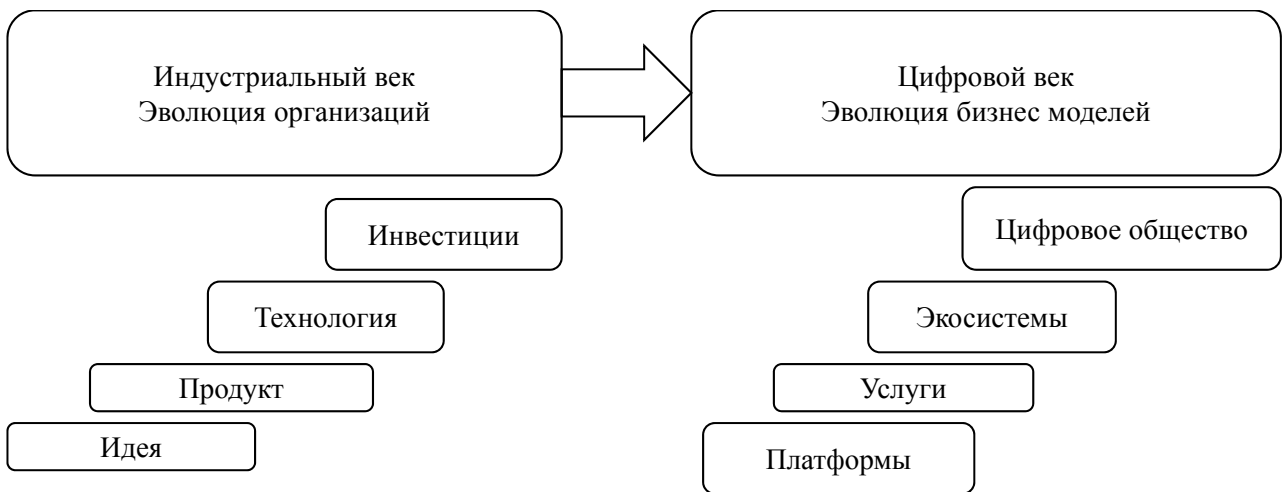 Индустриальный век
Эволюция организаций
Цифровой век
Эволюция бизнес моделей
Инвестиции
Технология
Продукт
Идея
Цифровое общество
Экосистемы
Услуги
Платформы